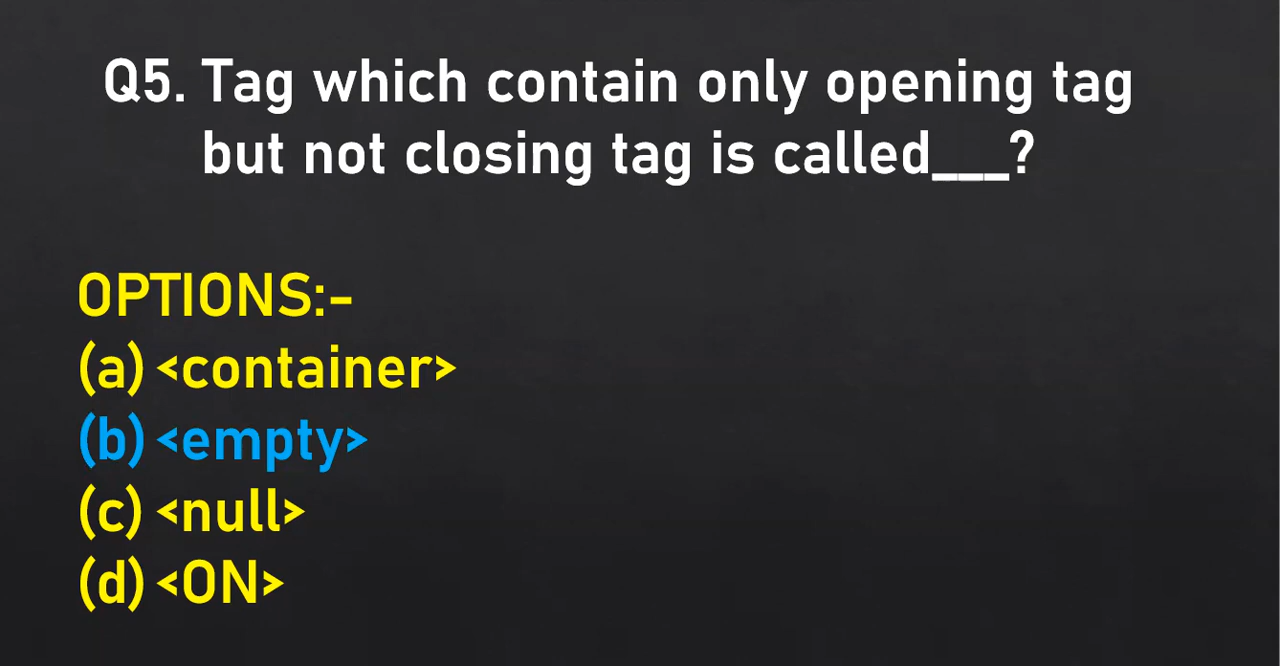 Q5. Tag which contain only opening tag
but not closing tag is called___?
OPTIONS:-
(a) <container>
(b) <empty>
(c) <null>
(d) <ON>